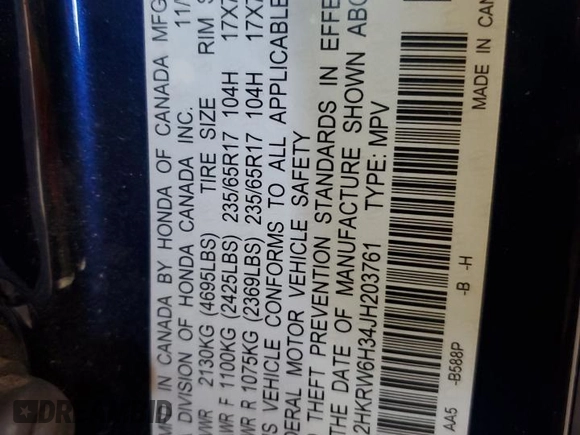 IN CANADA BY HONDA OF CANADA MFG 11/
A DIVISION OF HONDA CANADA INC.
WR 2130KG (4695LBS) TIRE SIZE RIM S
WR F 1100KG (2425LBS) 235/65R17 104H 17X7
WR R 1075KG (2369LBS) 235/65R17 104H 17X7
S VEHICLE CONFORMS TO ALL APPLICABLE
DERAL MOTOR VEHICLE SAFETY
THEFT PREVENTION STANDARDS IN EFFE
THE DATE OF MANUFACTURE SHOWN ABO
2HKRW6H34JH203761 TYPE: MPV
AA5 -B588P -B -H MADE IN CAN